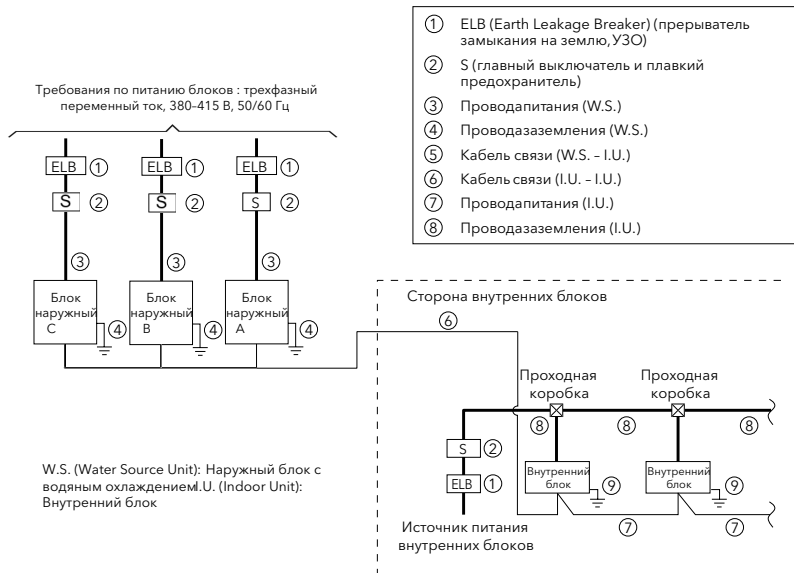 ① ELB (Earth Leakage Breaker) (прерыватель
замыкания на землю,УЗО)
② S (главный выключатель и плавкий
предохранитель)
③ Проводапитания (W.S.)
④ Проводазаземления (W.S.)
⑤ Кабель связи (W.S. – I.U.)
⑥ Кабель связи (I.U. – I.U.)
⑦ Проводапитания (I.U.)
⑧ Проводазаземления (I.U.)
Требования по питанию блоков : трехфазный
переменный ток, 380–415 В, 50/60 Гц
ELB ① ELB ① ELB ①
S ② S ② S ②
③ ③ ③
Блок
наружный
C
④
Блок
наружный
B
④
Блок
наружный
A
④
Сторона внутренних блоков
⑥
Проходная
коробка
Проходная
коробка
⑧ ⑧ ⑧
S ②
ELB ①
Внутренний
блок
⑨
Внутренний
блок
⑨
⑦ ⑦
Источник питания
внутренних блоков
W.S. (Water Source Unit): Наружный блок с
водяным охлаждениемI.U. (Indoor Unit):
Внутренний блок